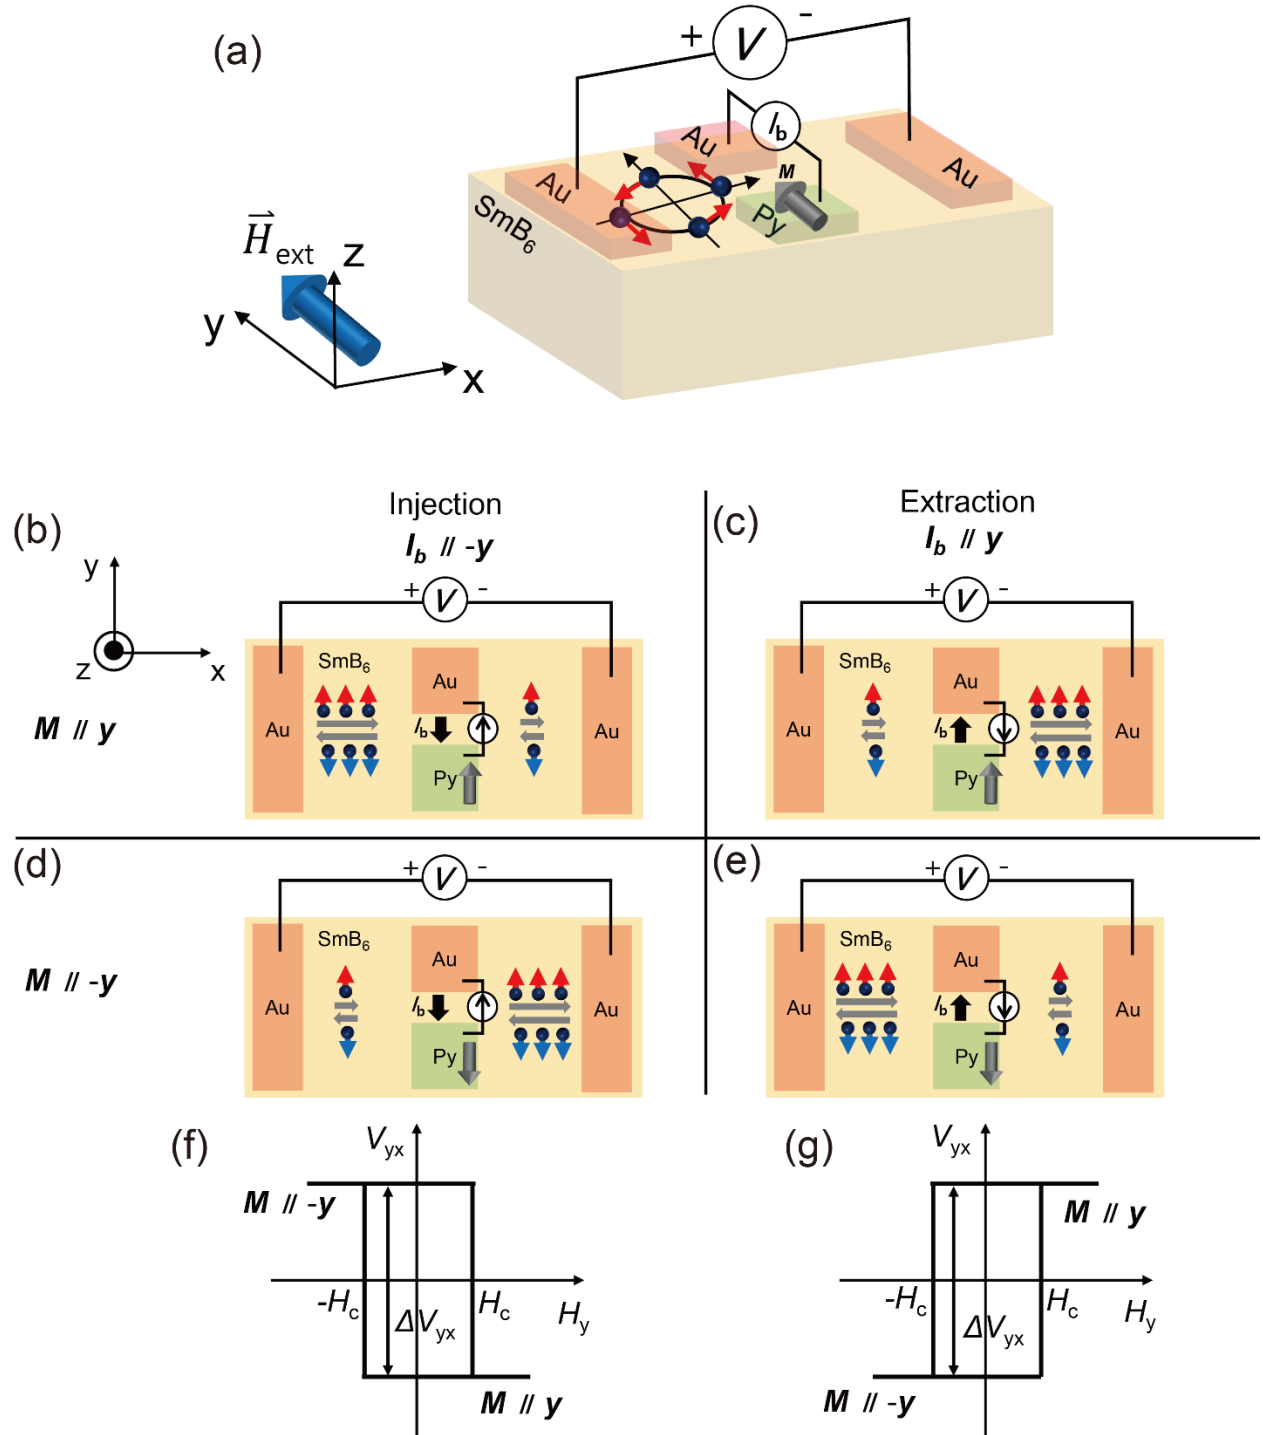 (a)
+ V -
Au
I_b
Au
Au
M
Py
SmB6
H⃗ext
z
y
x
Injection
I_b // -y
Extraction
I_b // y
(b)
y
z
x
M // y
+ V -
SmB6
Au
Au
I_b
Py
Au
(c)
+ V -
SmB6
Au
Au
I_b
Py
Au
(d)
M // -y
+ V -
SmB6
Au
Au
I_b
Py
Au
(e)
+ V -
SmB6
Au
Au
I_b
Py
Au
(f)
V_yx
M // -y
-H_c
H_c
H_y
ΔV_yx
M // y
(g)
V_yx
M // y
-H_c
H_c
H_y
ΔV_yx
M // -y